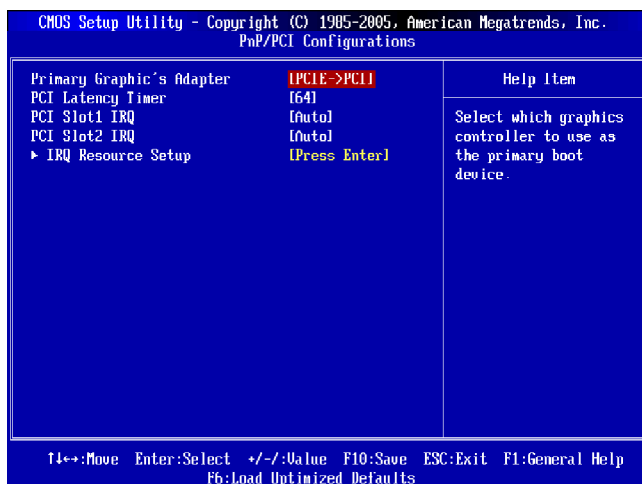 CMOS Setup Utility - Copyright (C) 1985-2005, American Megatrends, Inc.
PnP/PCI Configurations
Primary Graphic's Adapter [PCIE->PCI]
PCI Latency Timer [64]
PCI Slot1 IRQ [Auto]
PCI Slot2 IRQ [Auto]
► IRQ Resource Setup [Press Enter]
Help Item
Select which graphics
controller to use as
the primary boot
device.
↑↓←→:Move Enter:Select +/-/:Value F10:Save ESC:Exit F1:General Help
F6:Load Optimized Defaults